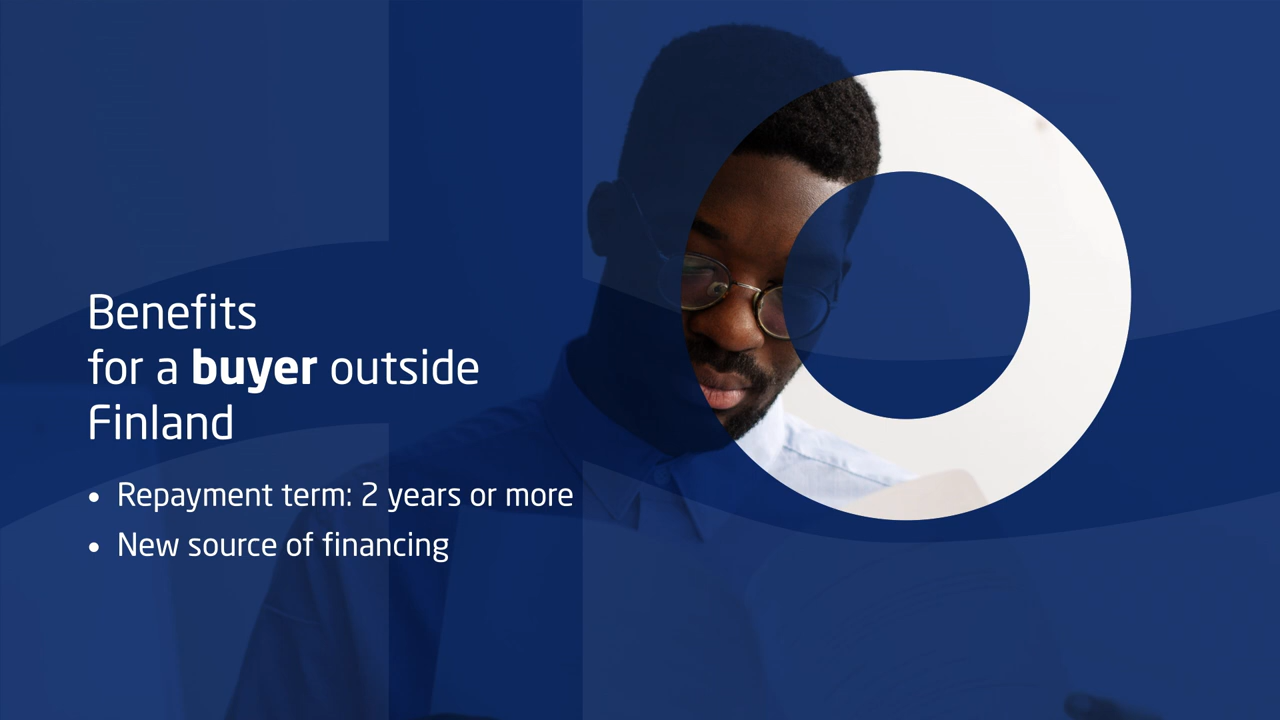 Benefits
for a buyer outside
Finland
• Repayment term: 2 years or more
• New source of financing